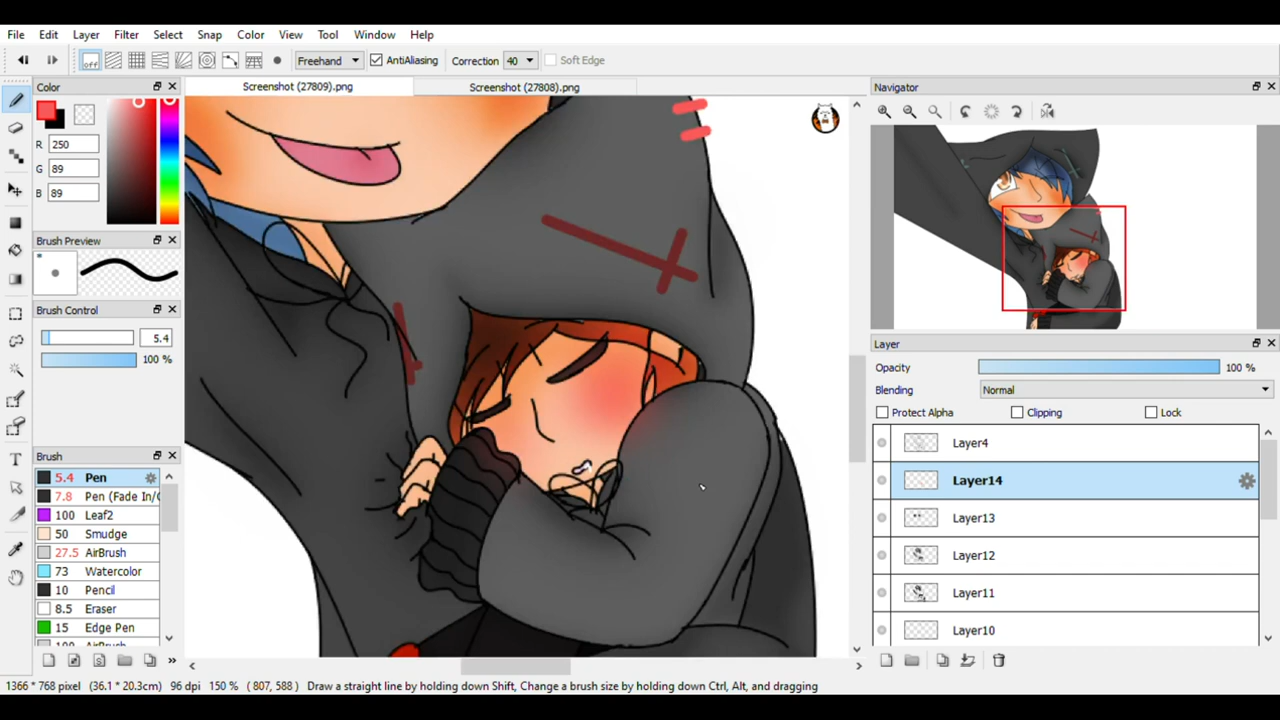 File Edit Layer Filter Select Snap Color View Tool Window Help
off Freehand AntiAliasing Correction 40 Soft Edge
Color
R 250
G 89
B 89
Brush Preview
Brush Control
5.4
100 %
Brush
5.4 Pen
7.8 Pen (Fade In/O
100 Leaf2
50 Smudge
27.5 AirBrush
73 Watercolor
10 Pencil
8.5 Eraser
15 Edge Pen
Screenshot (27809).png Screenshot (27808).png
Navigator
Layer
Opacity 100 %
Blending Normal
Protect Alpha Clipping Lock
Layer4
Layer14
Layer13
Layer12
Layer11
Layer10
1366 * 768 pixel (36.1 * 20.3cm) 96 dpi 150 % ( 807, 588 ) Draw a straight line by holding down Shift, Change a brush size by holding down Ctrl, Alt, and dragging